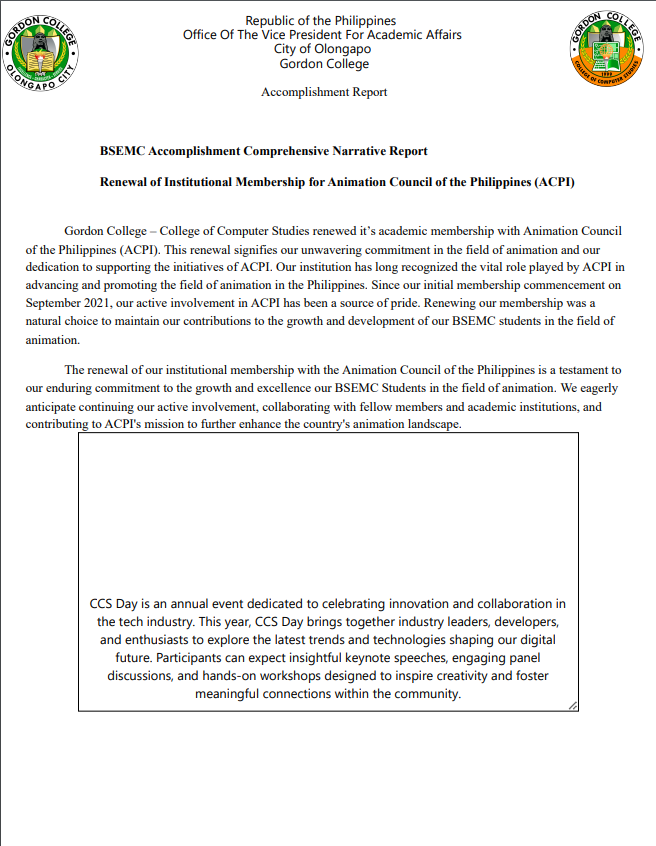 GORDON COLLEGE
OLONGAPO CITY
GORDON COLLEGE
COLLEGE OF COMPUTER STUDIES
Republic of the Philippines
Office Of The Vice President For Academic Affairs
City of Olongapo
Gordon College
Accomplishment Report
BSEMC Accomplishment Comprehensive Narrative Report
Renewal of Institutional Membership for Animation Council of the Philippines (ACPI)
Gordon College – College of Computer Studies renewed it’s academic membership with Animation Council
of the Philippines (ACPI). This renewal signifies our unwavering commitment in the field of animation and our
dedication to supporting the initiatives of ACPI. Our institution has long recognized the vital role played by ACPI in
advancing and promoting the field of animation in the Philippines. Since our initial membership commencement on
September 2021, our active involvement in ACPI has been a source of pride. Renewing our membership was a
natural choice to maintain our contributions to the growth and development of our BSEMC students in the field of
animation.
The renewal of our institutional membership with the Animation Council of the Philippines is a testament to
our enduring commitment to the growth and excellence our BSEMC Students in the field of animation. We eagerly
anticipate continuing our active involvement, collaborating with fellow members and academic institutions, and
contributing to ACPI's mission to further enhance the country's animation landscape.
CCS Day is an annual event dedicated to celebrating innovation and collaboration in
the tech industry. This year, CCS Day brings together industry leaders, developers,
and enthusiasts to explore the latest trends and technologies shaping our digital
future. Participants can expect insightful keynote speeches, engaging panel
discussions, and hands-on workshops designed to inspire creativity and foster
meaningful connections within the community.